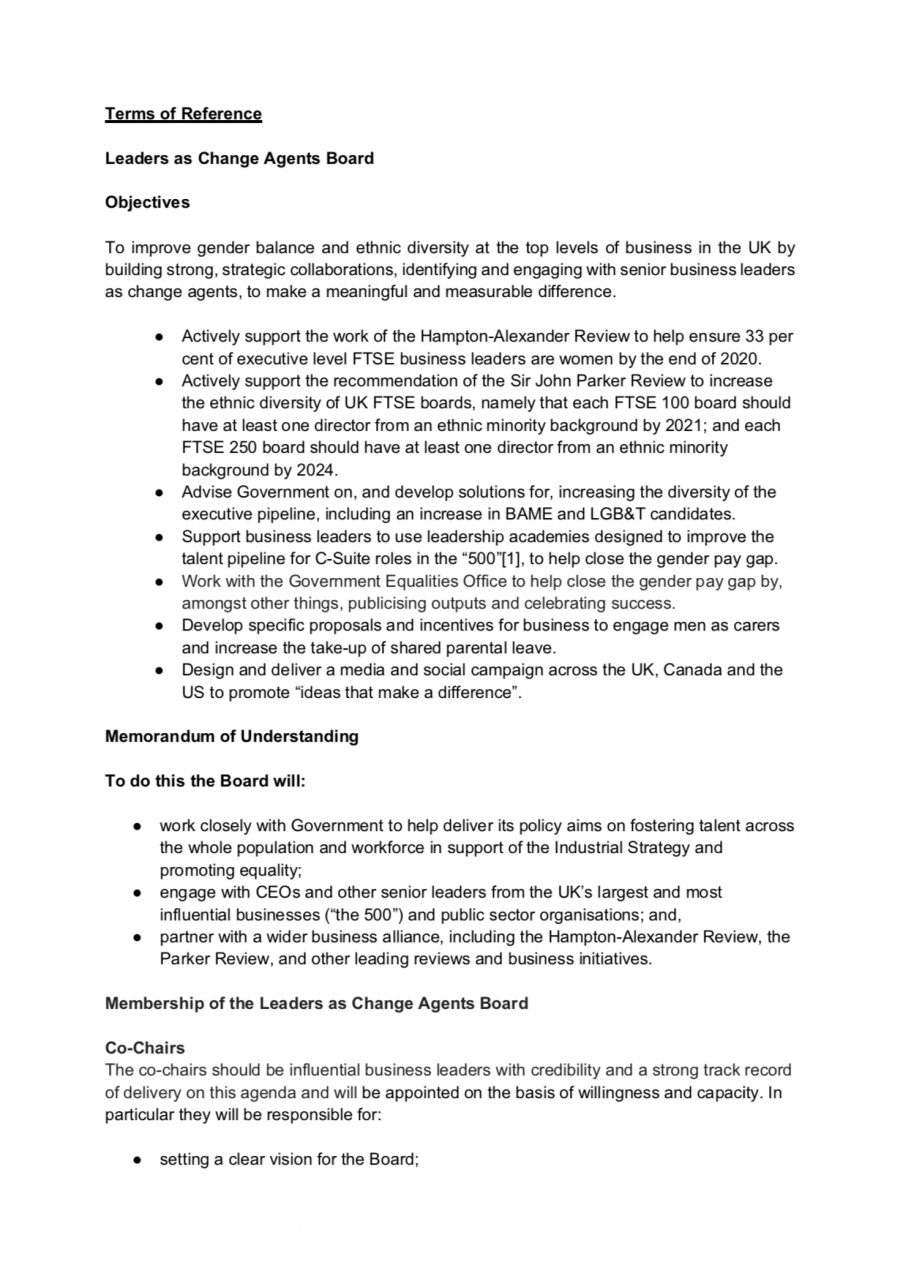 Terms of Reference
Leaders as Change Agents Board
Objectives
To improve gender balance and ethnic diversity at the top levels of business in the UK by
building strong, strategic collaborations, identifying and engaging with senior business leaders
as change agents, to make a meaningful and measurable difference.
● Actively support the work of the Hampton-Alexander Review to help ensure 33 per
cent of executive level FTSE business leaders are women by the end of 2020.
● Actively support the recommendation of the Sir John Parker Review to increase
the ethnic diversity of UK FTSE boards, namely that each FTSE 100 board should
have at least one director from an ethnic minority background by 2021; and each
FTSE 250 board should have at least one director from an ethnic minority
background by 2024.
● Advise Government on, and develop solutions for, increasing the diversity of the
executive pipeline, including an increase in BAME and LGB&T candidates.
● Support business leaders to use leadership academies designed to improve the
talent pipeline for C-Suite roles in the “500”[1], to help close the gender pay gap.
● Work with the Government Equalities Office to help close the gender pay gap by,
amongst other things, publicising outputs and celebrating success.
● Develop specific proposals and incentives for business to engage men as carers
and increase the take-up of shared parental leave.
● Design and deliver a media and social campaign across the UK, Canada and the
US to promote “ideas that make a difference”.
Memorandum of Understanding
To do this the Board will:
● work closely with Government to help deliver its policy aims on fostering talent across
the whole population and workforce in support of the Industrial Strategy and
promoting equality;
● engage with CEOs and other senior leaders from the UK’s largest and most
influential businesses (“the 500”) and public sector organisations; and,
● partner with a wider business alliance, including the Hampton-Alexander Review, the
Parker Review, and other leading reviews and business initiatives.
Membership of the Leaders as Change Agents Board
Co-Chairs
The co-chairs should be influential business leaders with credibility and a strong track record
of delivery on this agenda and will be appointed on the basis of willingness and capacity. In
particular they will be responsible for:
● setting a clear vision for the Board;